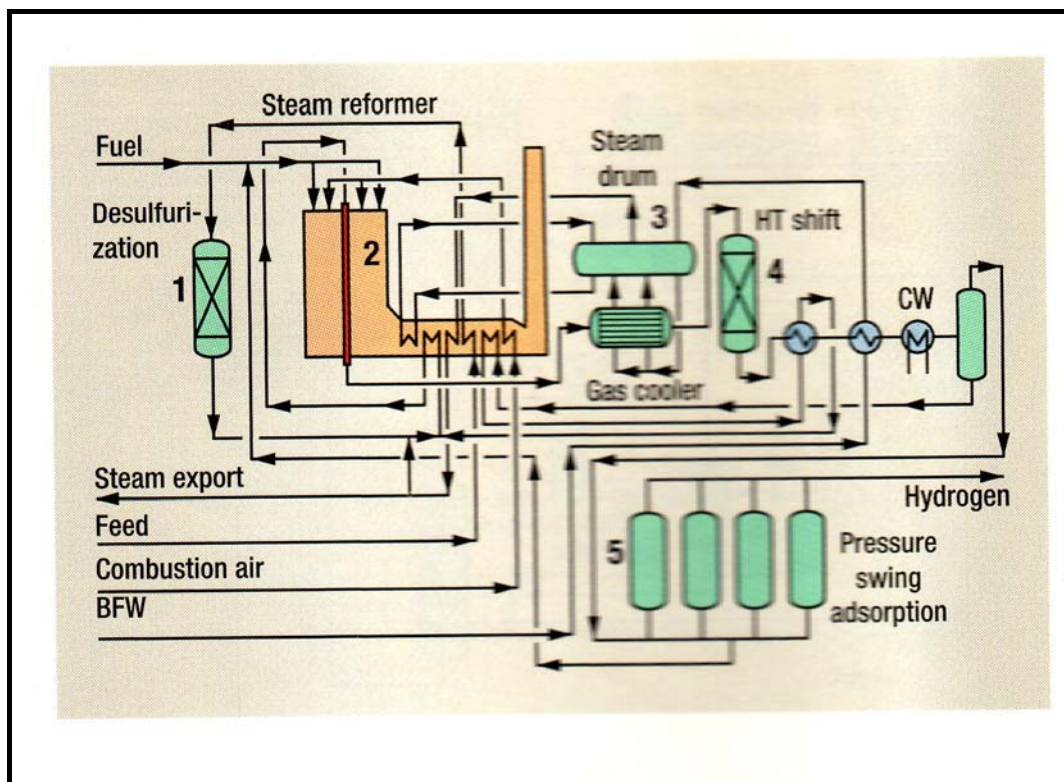 Steam reformer
Fuel
Steam
drum
Desulfuri-
zation
1
2
3
HT shift
4
CW
Gas cooler
Steam export
Hydrogen
Feed
5
Pressure
swing
adsorption
Combustion air
BFW